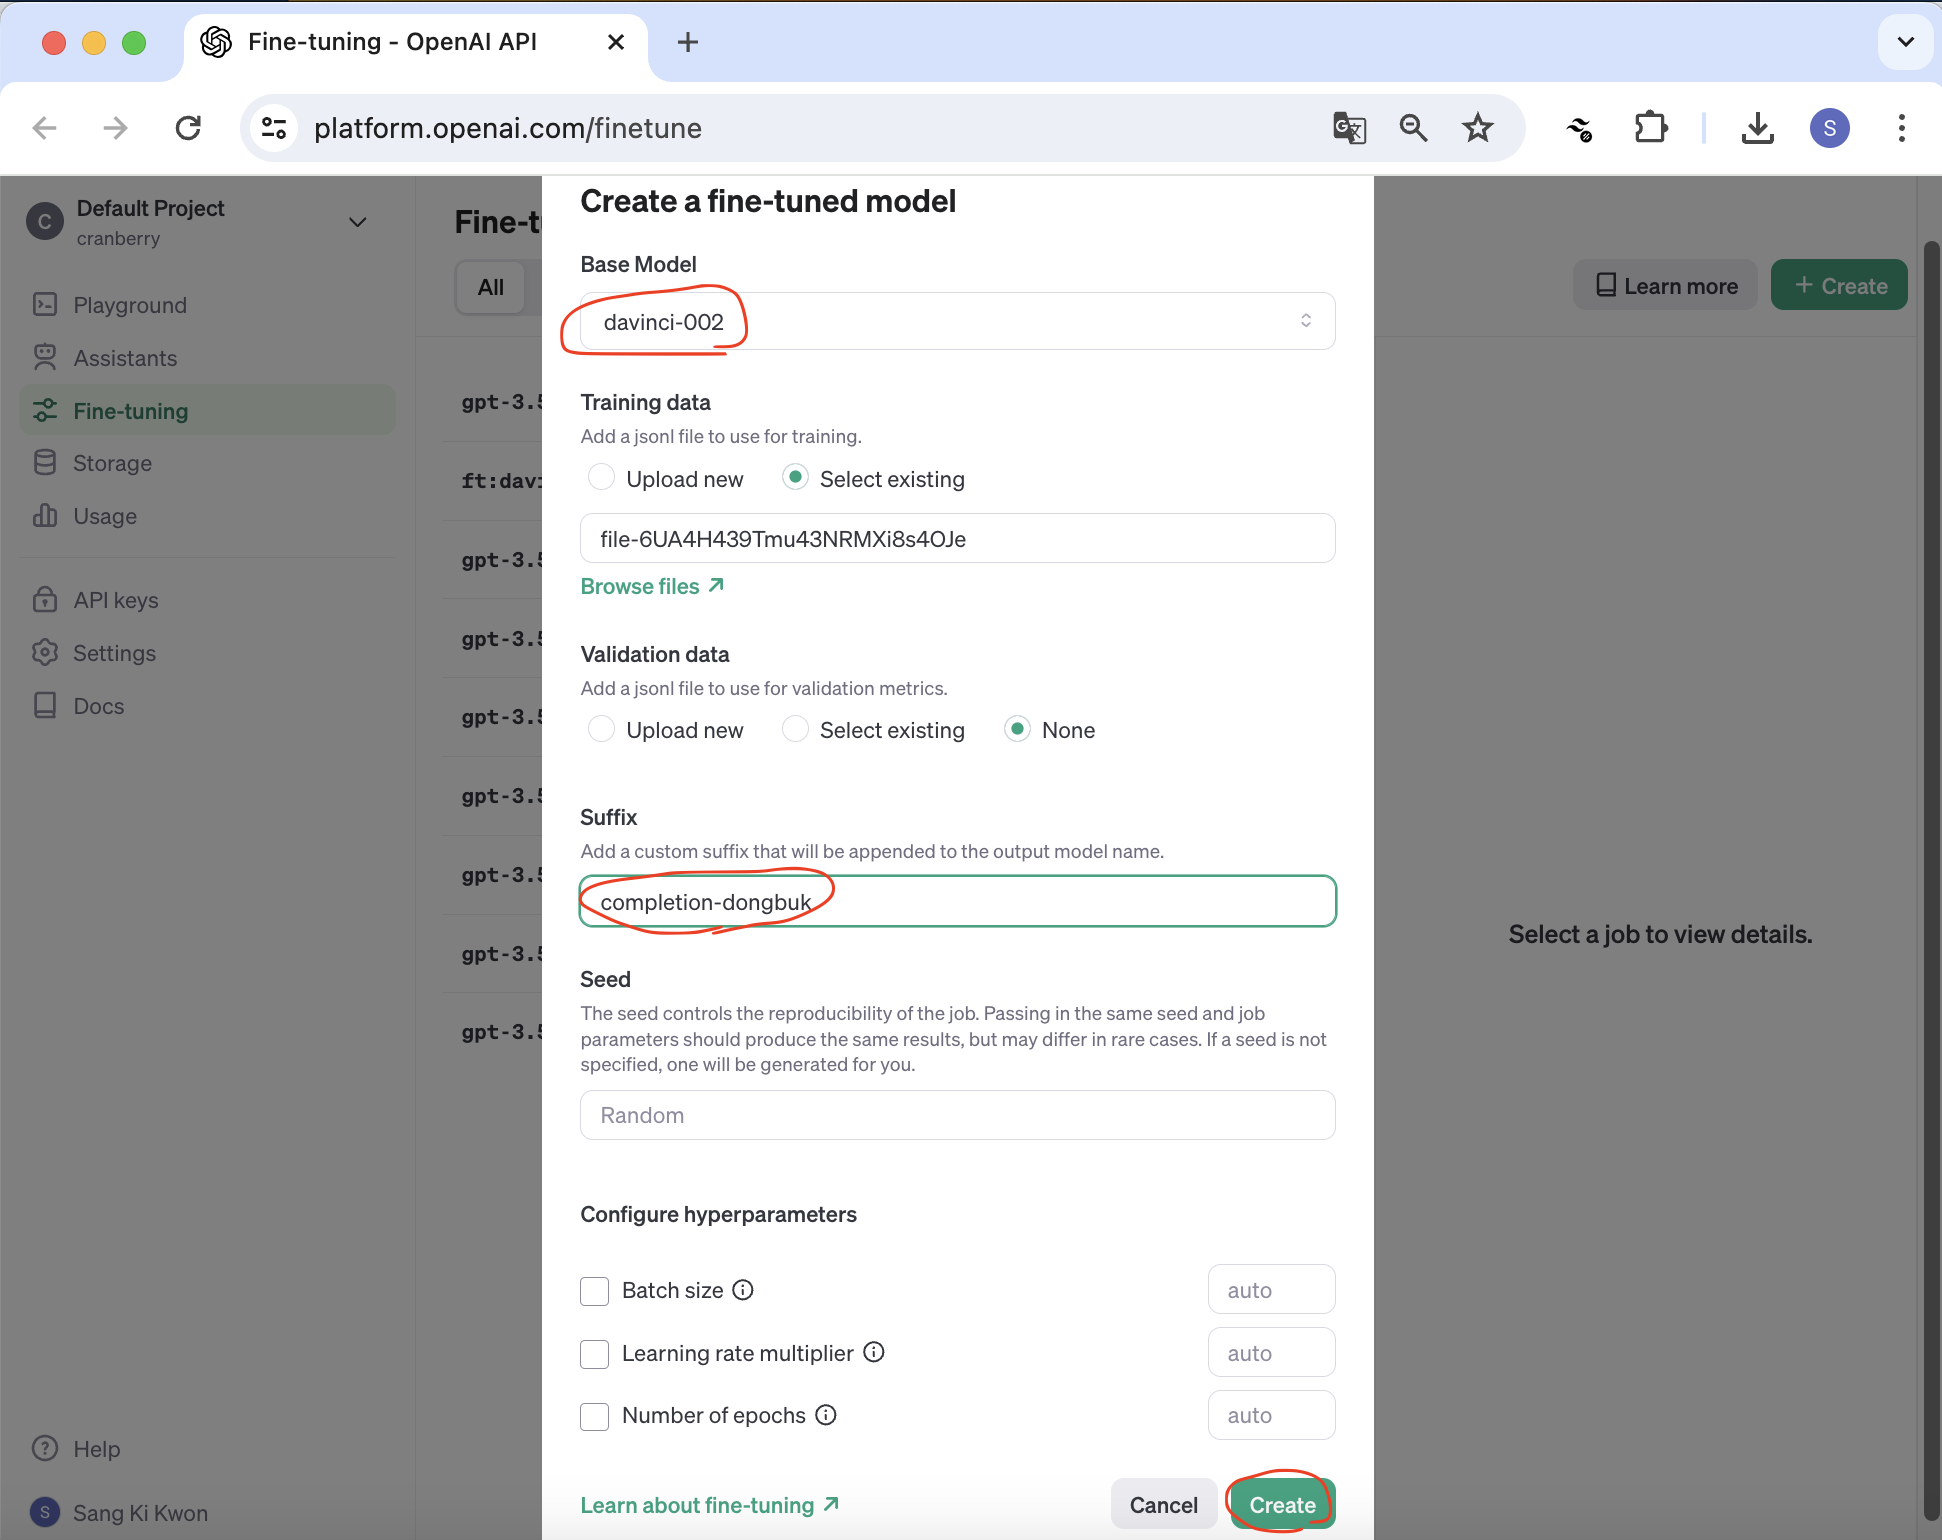 Fine-tuning - OpenAI API
platform.openai.com/finetune
S
C
Default Project
cranberry
Playground
Assistants
Fine-tuning
Storage
Usage
API keys
Settings
Docs
Help
S Sang Ki Kwon
Fine-t
All
Learn more
+ Create
gpt-3.5
ft:davi
gpt-3.5
gpt-3.5
gpt-3.5
gpt-3.5
gpt-3.5
gpt-3.5
gpt-3.5
Create a fine-tuned model
Base Model
davinci-002
Training data
Add a jsonl file to use for training.
Upload new Select existing
file-6UA4H439Tmu43NRMXi8s4OJe
Browse files
Validation data
Add a jsonl file to use for validation metrics.
Upload new Select existing None
Suffix
Add a custom suffix that will be appended to the output model name.
completion-dongbuk
Seed
The seed controls the reproducibility of the job. Passing in the same seed and job
parameters should produce the same results, but may differ in rare cases. If a seed is not
specified, one will be generated for you.
Random
Configure hyperparameters
Batch size auto
Learning rate multiplier auto
Number of epochs auto
Learn about fine-tuning
Cancel
Create
Select a job to view details.